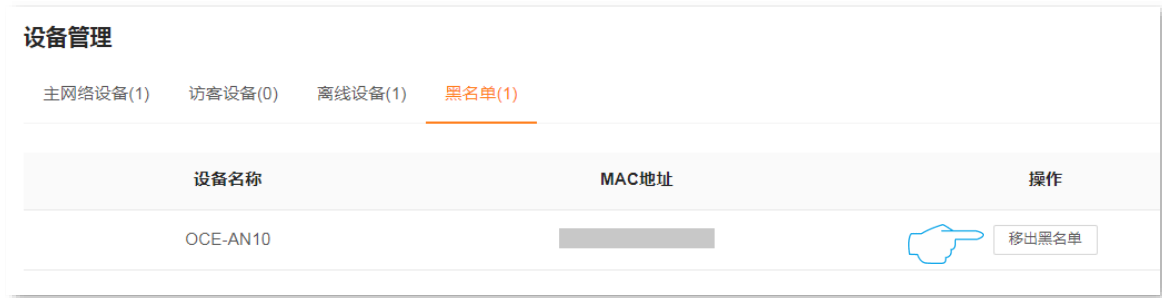 设备管理
主网络设备(1) 访客设备(0) 离线设备(1) 黑名单(1)
设备名称 MAC地址 操作
OCE-AN10 移出黑名单